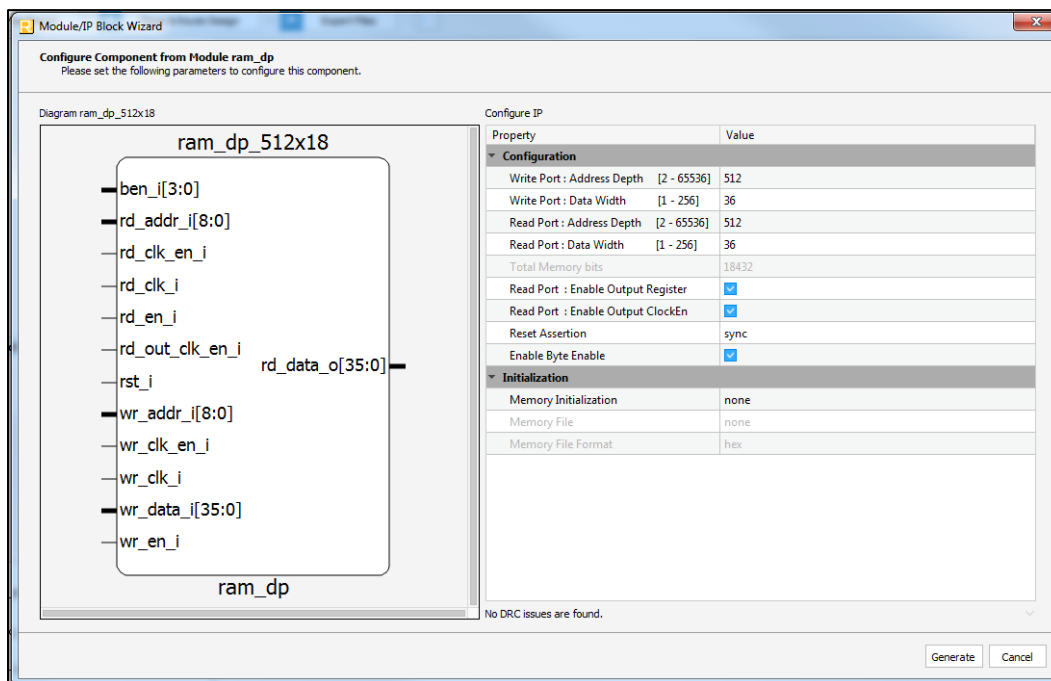 Module/IP Block Wizard
Configure Component from Module ram_dp
Please set the following parameters to configure this component.
Diagram ram_dp_512x18
ram_dp_512x18
ben_i[3:0]
rd_addr_i[8:0]
rd_clk_en_i
rd_clk_i
rd_en_i
rd_out_clk_en_i
rd_data_o[35:0]
rst_i
wr_addr_i[8:0]
wr_clk_en_i
wr_clk_i
wr_data_i[35:0]
wr_en_i
ram_dp
Configure IP
Property Value
Configuration
Write Port : Address Depth [2 - 65536] 512
Write Port : Data Width [1 - 256] 36
Read Port : Address Depth [2 - 65536] 512
Read Port : Data Width [1 - 256] 36
Total Memory bits 18432
Read Port : Enable Output Register
Read Port : Enable Output ClockEn
Reset Assertion sync
Enable Byte Enable
Initialization
Memory Initialization none
Memory File none
Memory File Format hex
No DRC issues are found.
Generate Cancel